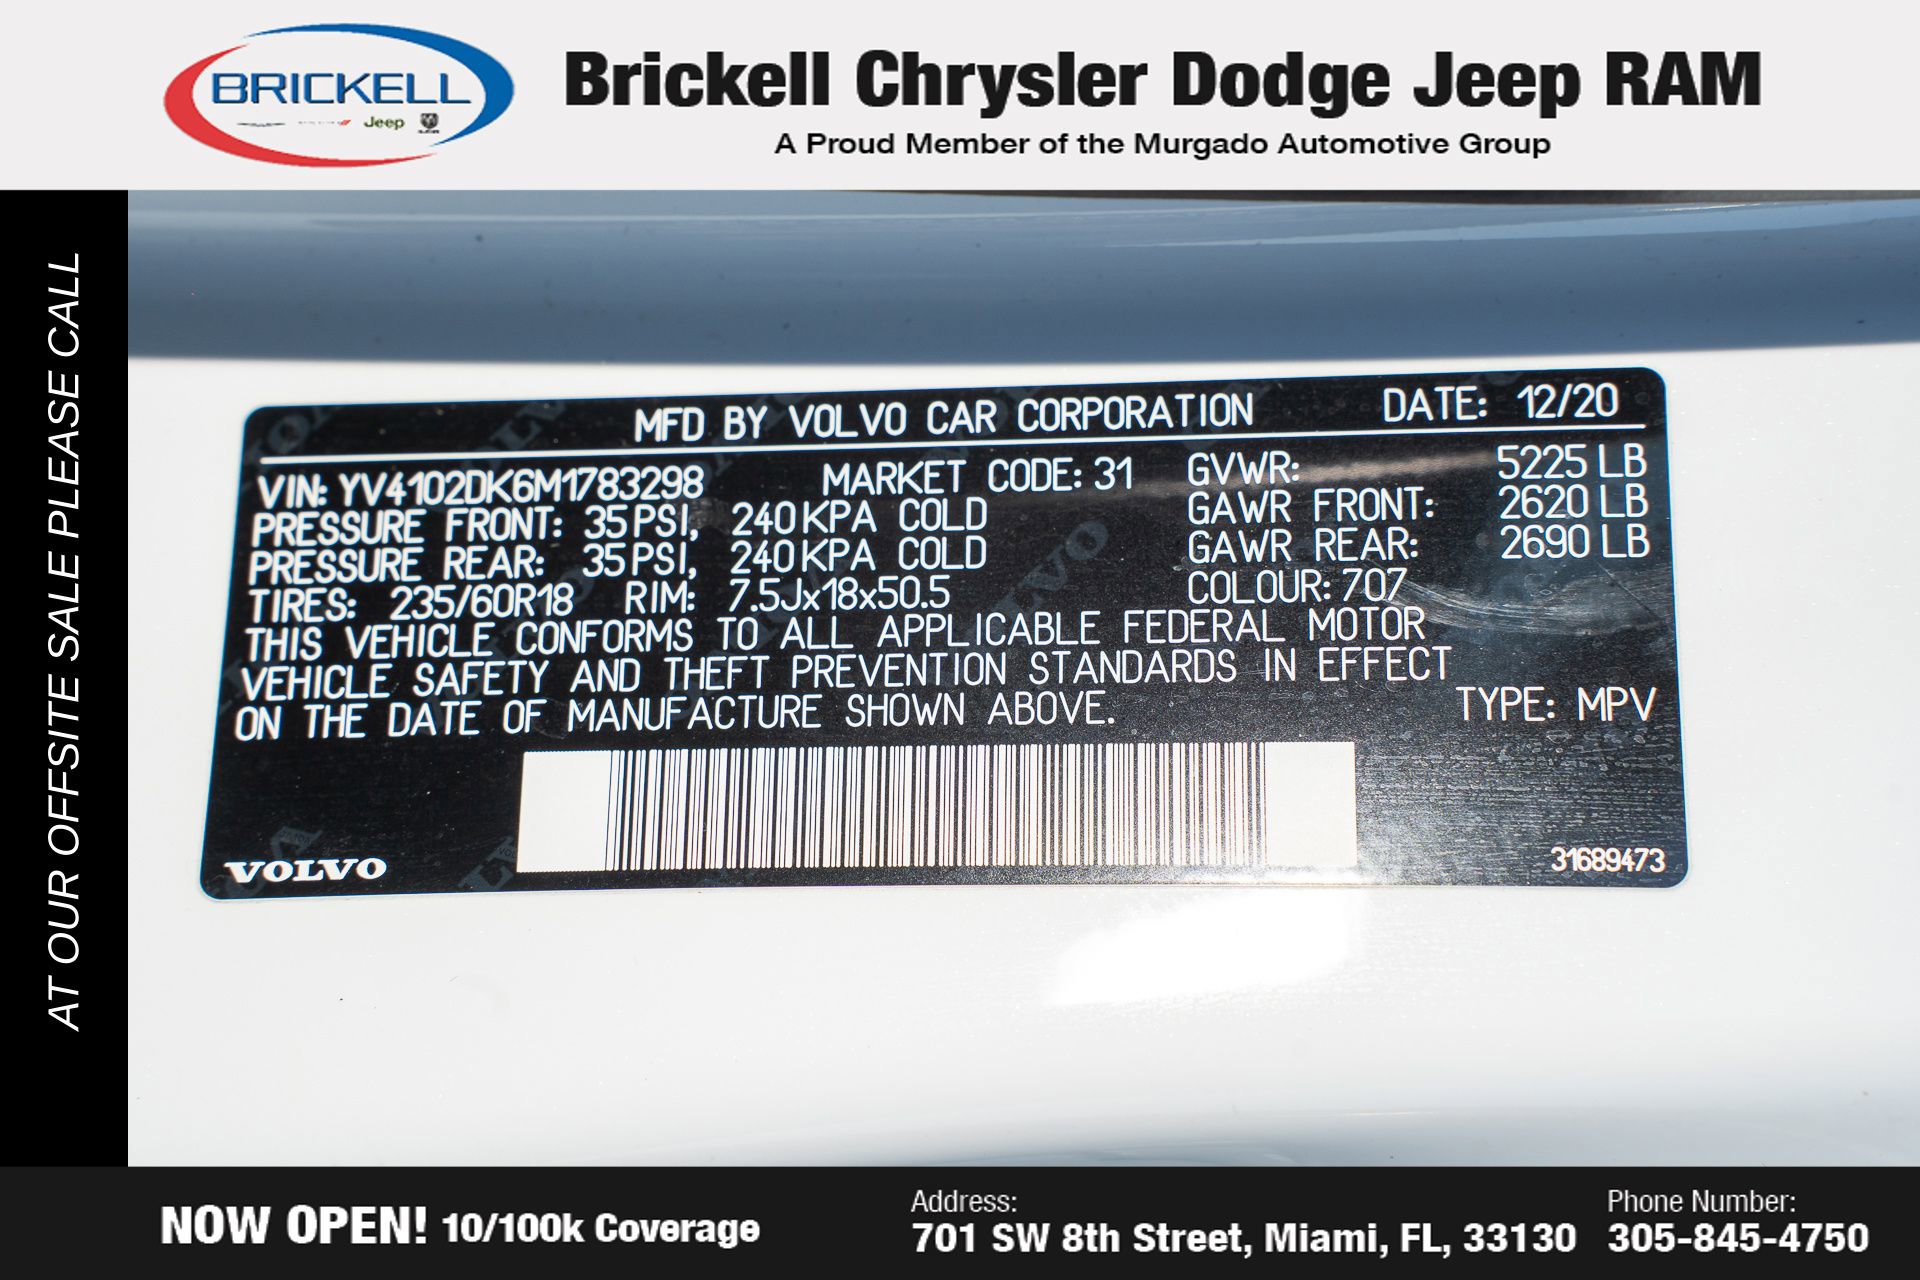 BRICKELL
Jeep
Brickell Chrysler Dodge Jeep RAM
A Proud Member of the Murgado Automotive Group
AT OUR OFFSITE SALE PLEASE CALL
MFD BY VOLVO CAR CORPORATION DATE: 12/20
VIN: YV4102DK6M1783298 MARKET CODE: 31 GVWR: 5225 LB
PRESSURE FRONT: 35 PSI, 240 KPA COLD GAWR FRONT: 2620 LB
PRESSURE REAR: 35 PSI, 240 KPA COLD GAWR REAR: 2690 LB
TIRES: 235/60R18 RIM: 7.5Jx18x50.5 COLOUR: 707
THIS VEHICLE CONFORMS TO ALL APPLICABLE FEDERAL MOTOR
VEHICLE SAFETY AND THEFT PREVENTION STANDARDS IN EFFECT
ON THE DATE OF MANUFACTURE SHOWN ABOVE. TYPE: MPV
VOLVO
31689473
NOW OPEN! 10/100k Coverage
Address:
701 SW 8th Street, Miami, FL, 33130
Phone Number:
305-845-4750